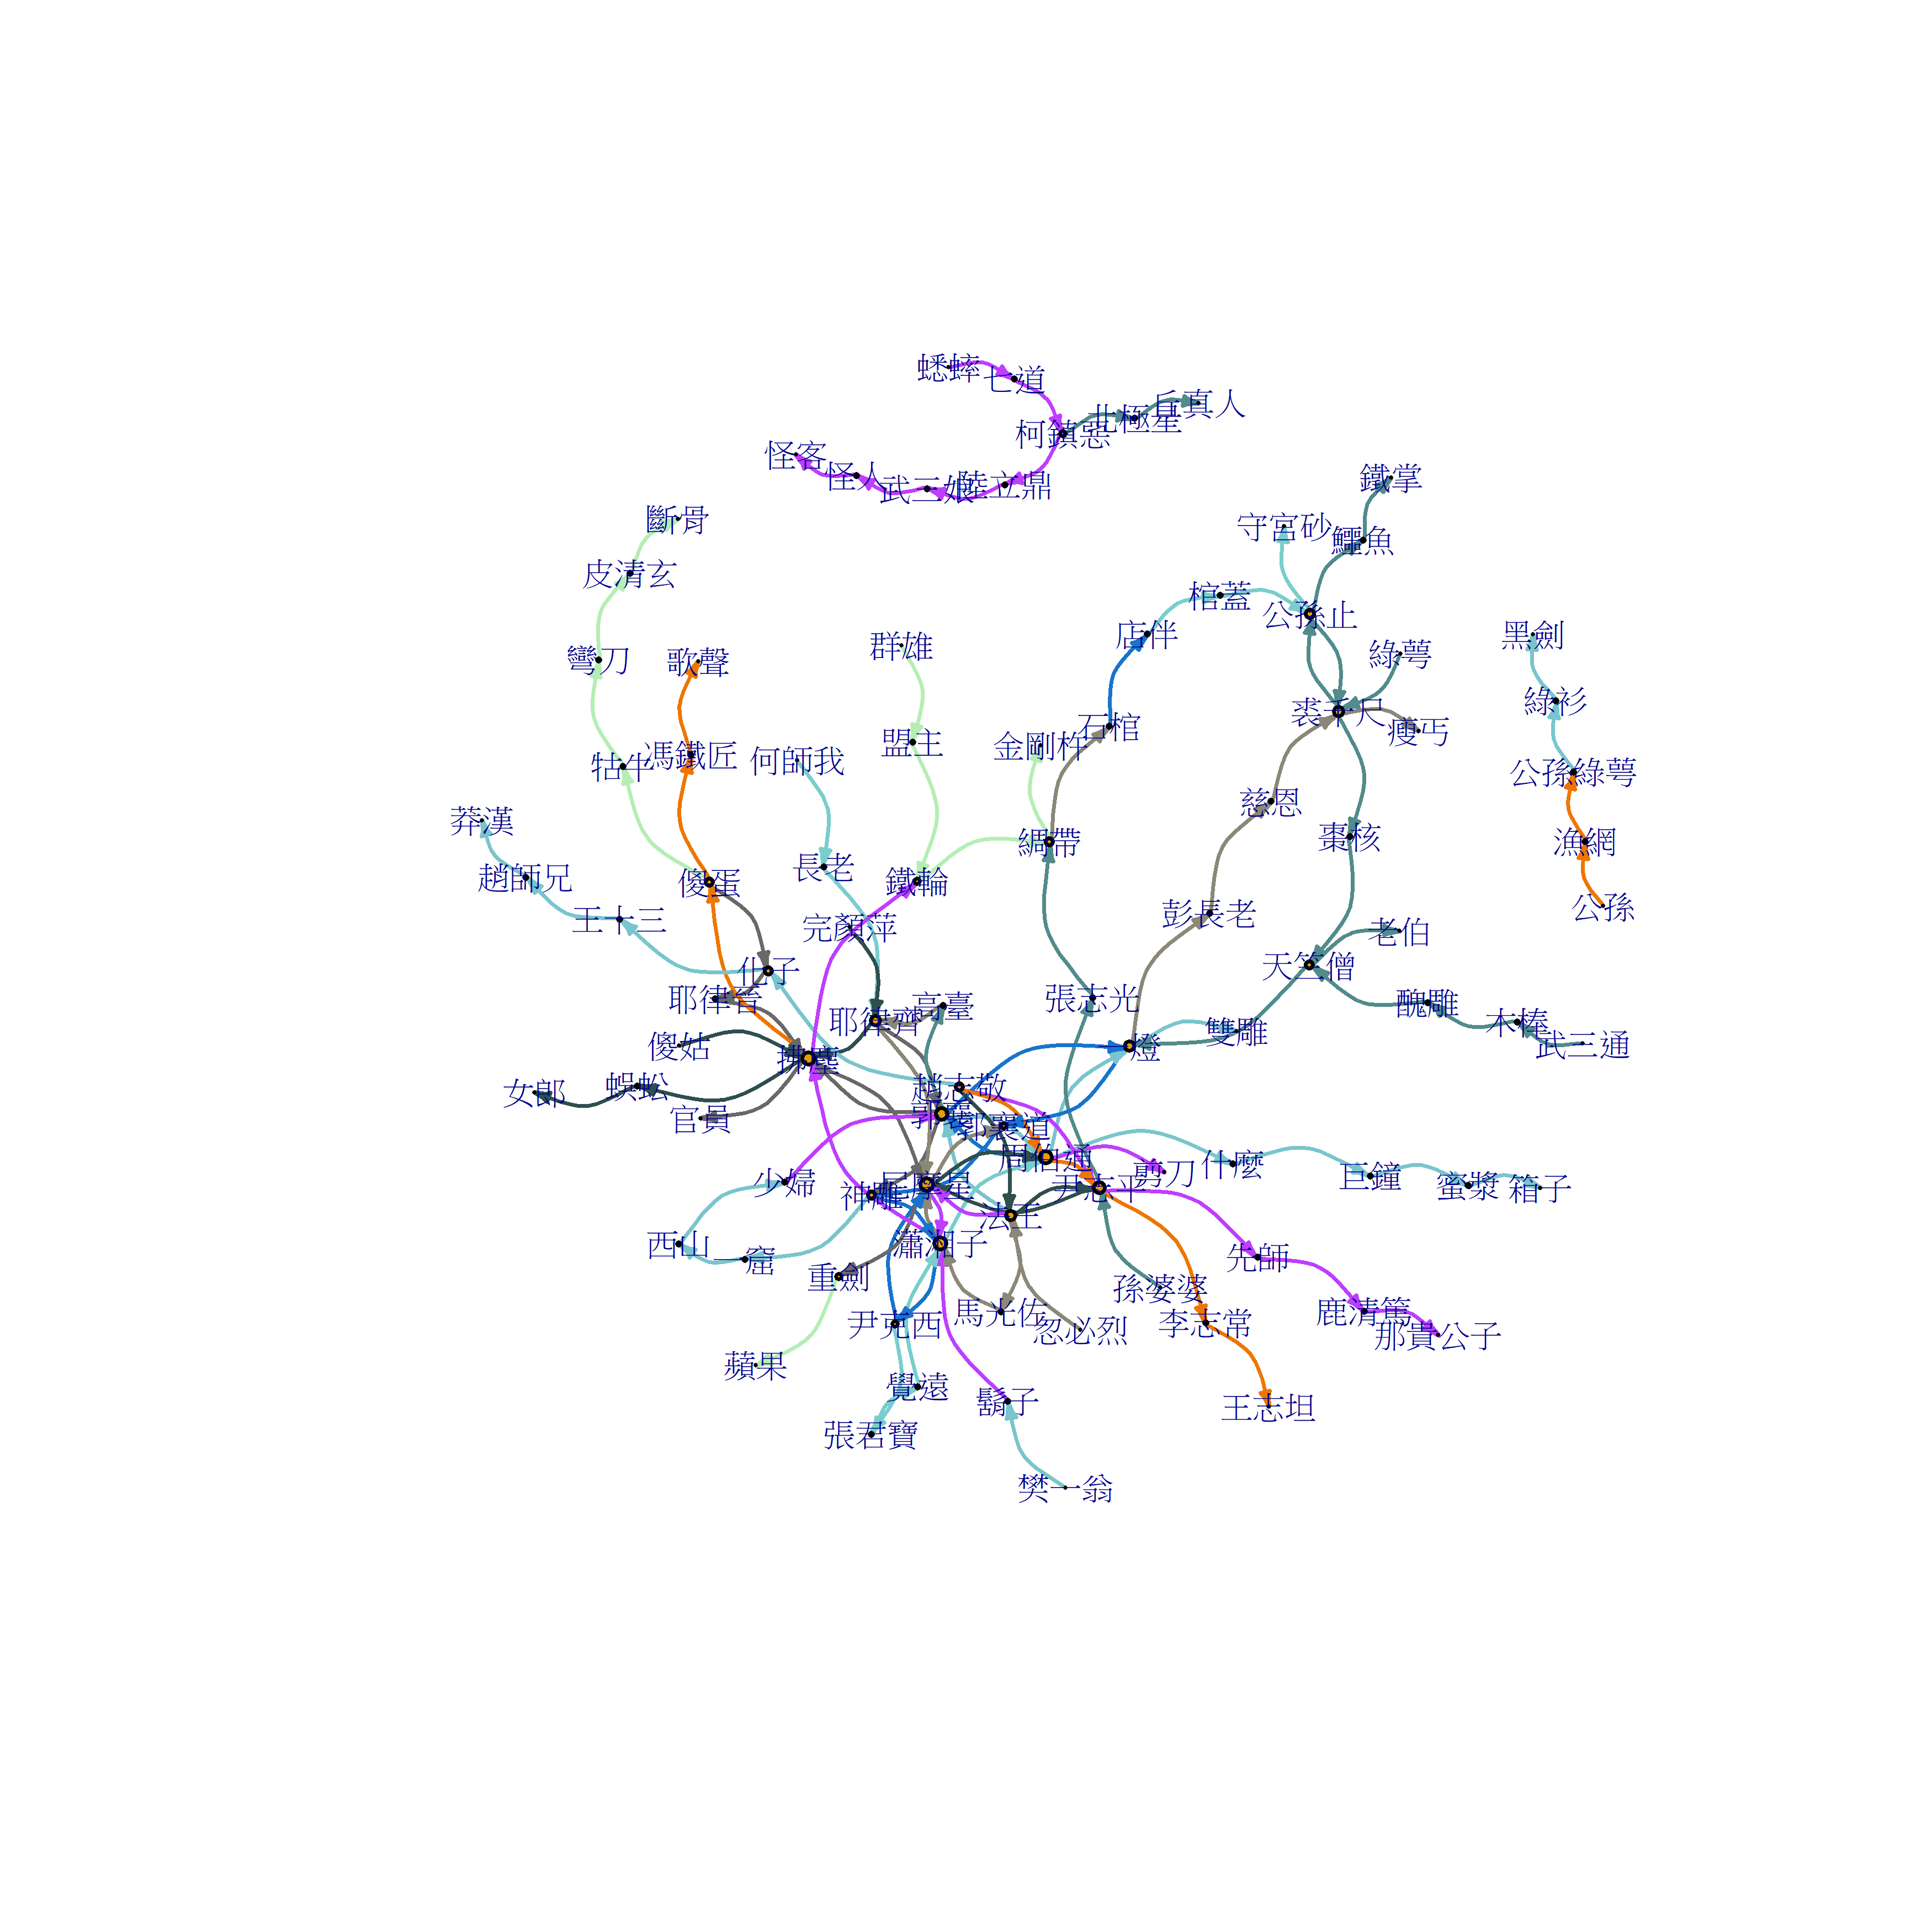 蟋蟀
七道
丘真人
北極星
柯鎮惡
怪客
怪人
武三娘
陸立鼎
鐵掌
斷骨
守宮砂
鱷魚
皮清玄
棺蓋
公孫止
店伴
黑劍
群雄
綠萼
彎刀
歌聲
綠衫
裘千尺
瘦丐
石棺
盟主
金剛杵
馮鐵匠
何師我
牯牛
公孫綠萼
慈恩
莽漢
棗核
綢帶
漁網
長老
趙師兄
傻蛋
鐵輪
公孫
彭長老
王十三
完顏萍
老伯
化子
天竺僧
耶律晉
張志光
高臺
醜雕
耶律齊
木棒
雙雕
傻姑
拂塵
燈
武三通
蜈蚣
趙志敬
女郎
官員
郭襄
郭襄道
周伯通
剪刀
什麼
少婦
神雕
尼摩星
尹志平
巨鐘
蜜漿
箱子
法王
西山
一窟
瀟湘子
先師
重劍
孫婆婆
馬光佐
忽必烈
尹克西
李志常
鹿清篤
那貴公子
蘋果
覺遠
鬍子
王志坦
張君寶
樊一翁